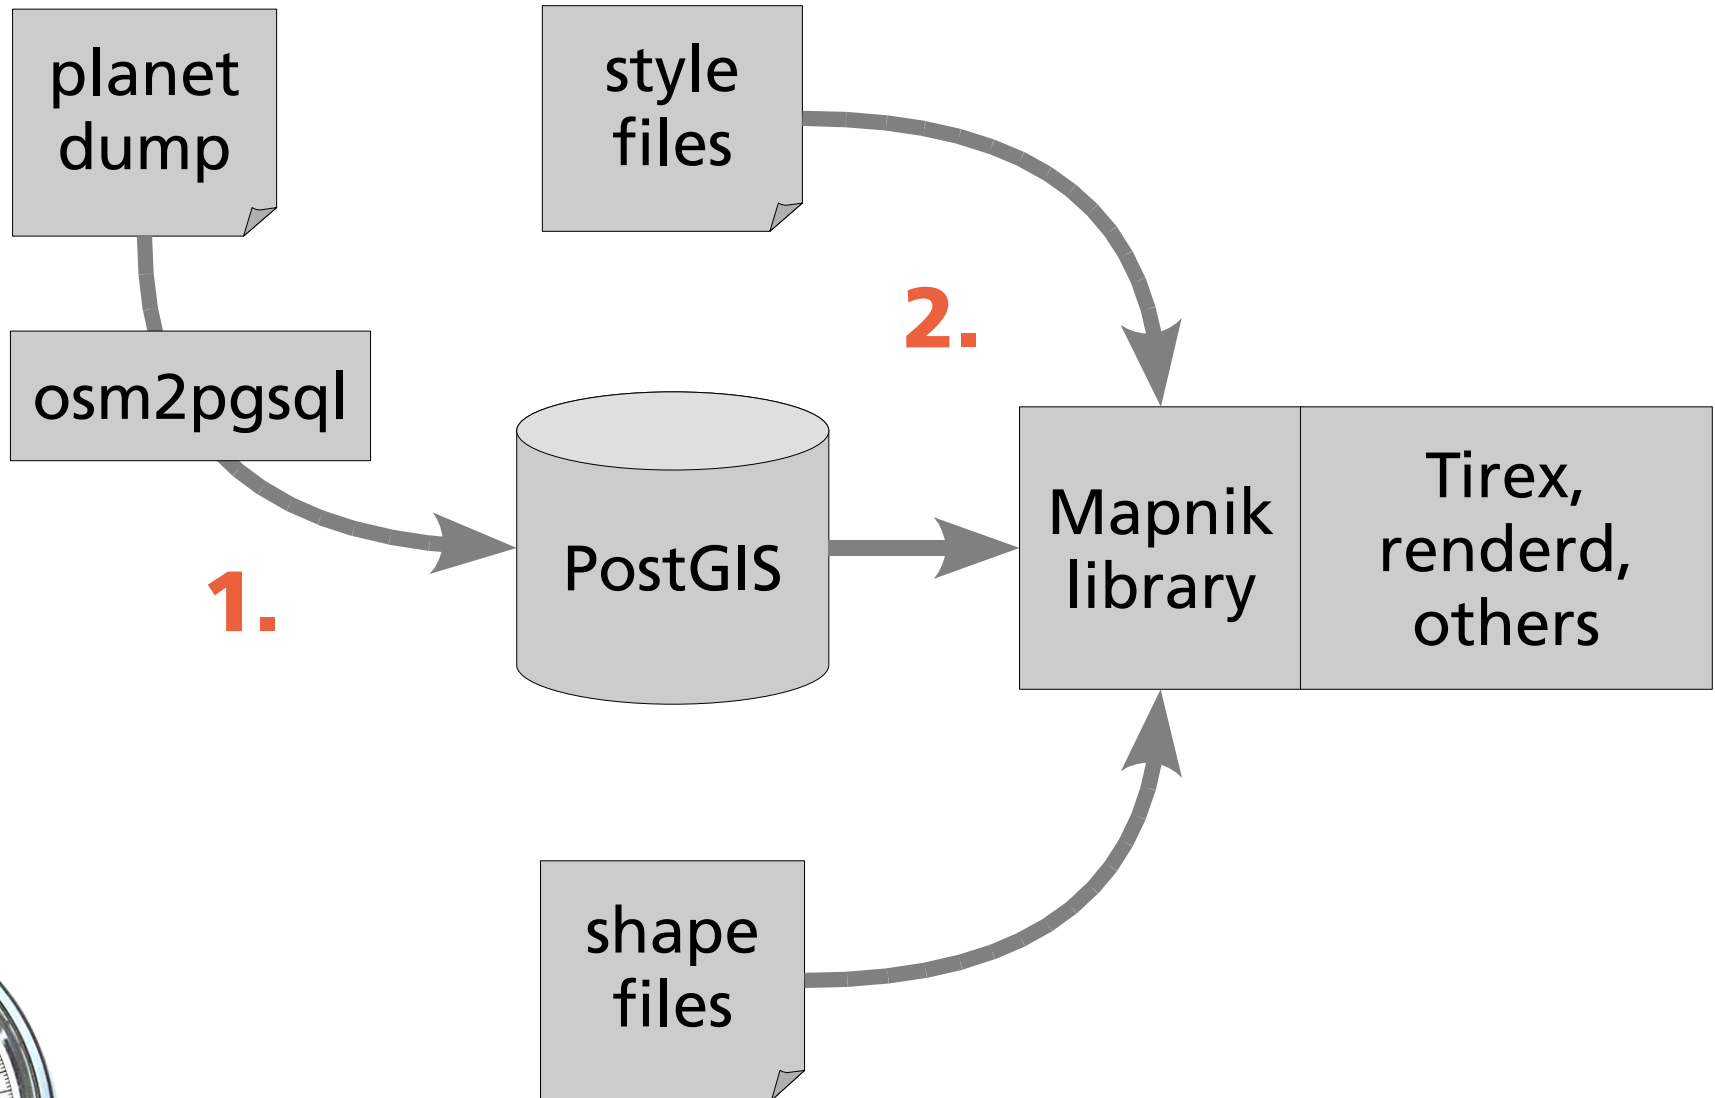 planet
dump
style
files
2.
osm2pgsql
Mapnik
library
Tirex,
renderd,
others
PostGIS
1.
shape
files